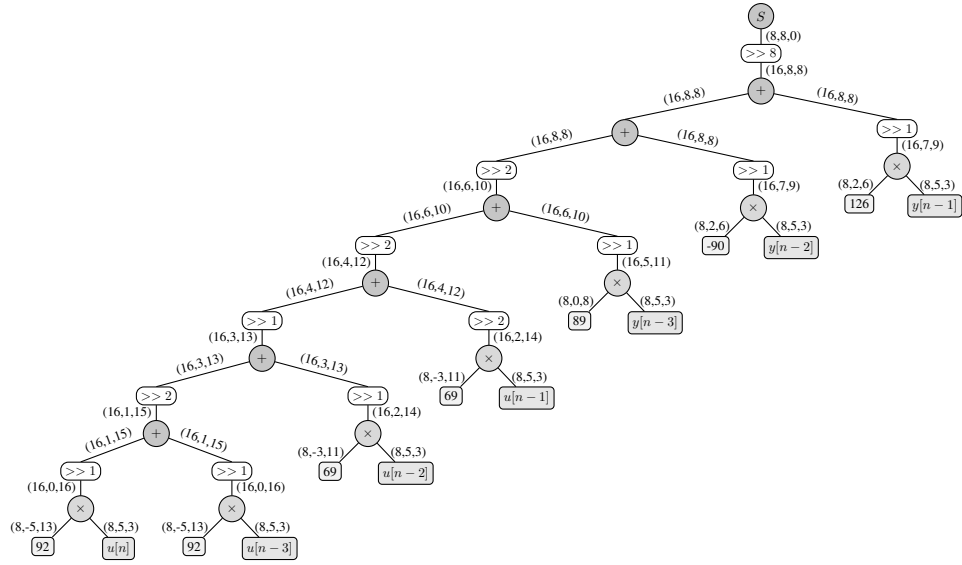 S
(8,8,0)
>> 8
(16,8,8)
+
(16,8,8) (16,8,8)
+ >> 1
(16,8,8) (16,8,8) (16,7,9)
×
>> 2 >> 1 (8,2,6) (8,5,3)
(16,6,10) (16,7,9) 126 y[n − 1]
+ ×
(16,6,10) (16,6,10) (8,2,6) (8,5,3)
>> 2 >> 1 -90 y[n − 2]
(16,4,12) (16,5,11)
+ ×
(16,4,12) (16,4,12) (8,0,8) (8,5,3)
>> 1 >> 2 89 y[n − 3]
(16,3,13) (16,2,14)
+ ×
(16,3,13) (16,3,13) (8,-3,11) (8,5,3)
>> 2 >> 1 69 u[n − 1]
(16,1,15) (16,2,14)
+ ×
(16,1,15) (16,1,15) (8,-3,11) (8,5,3)
>> 1 >> 1 69 u[n − 2]
(16,0,16) (16,0,16)
× ×
(8,-5,13) (8,5,3) (8,-5,13) (8,5,3)
92 u[n] 92 u[n − 3]